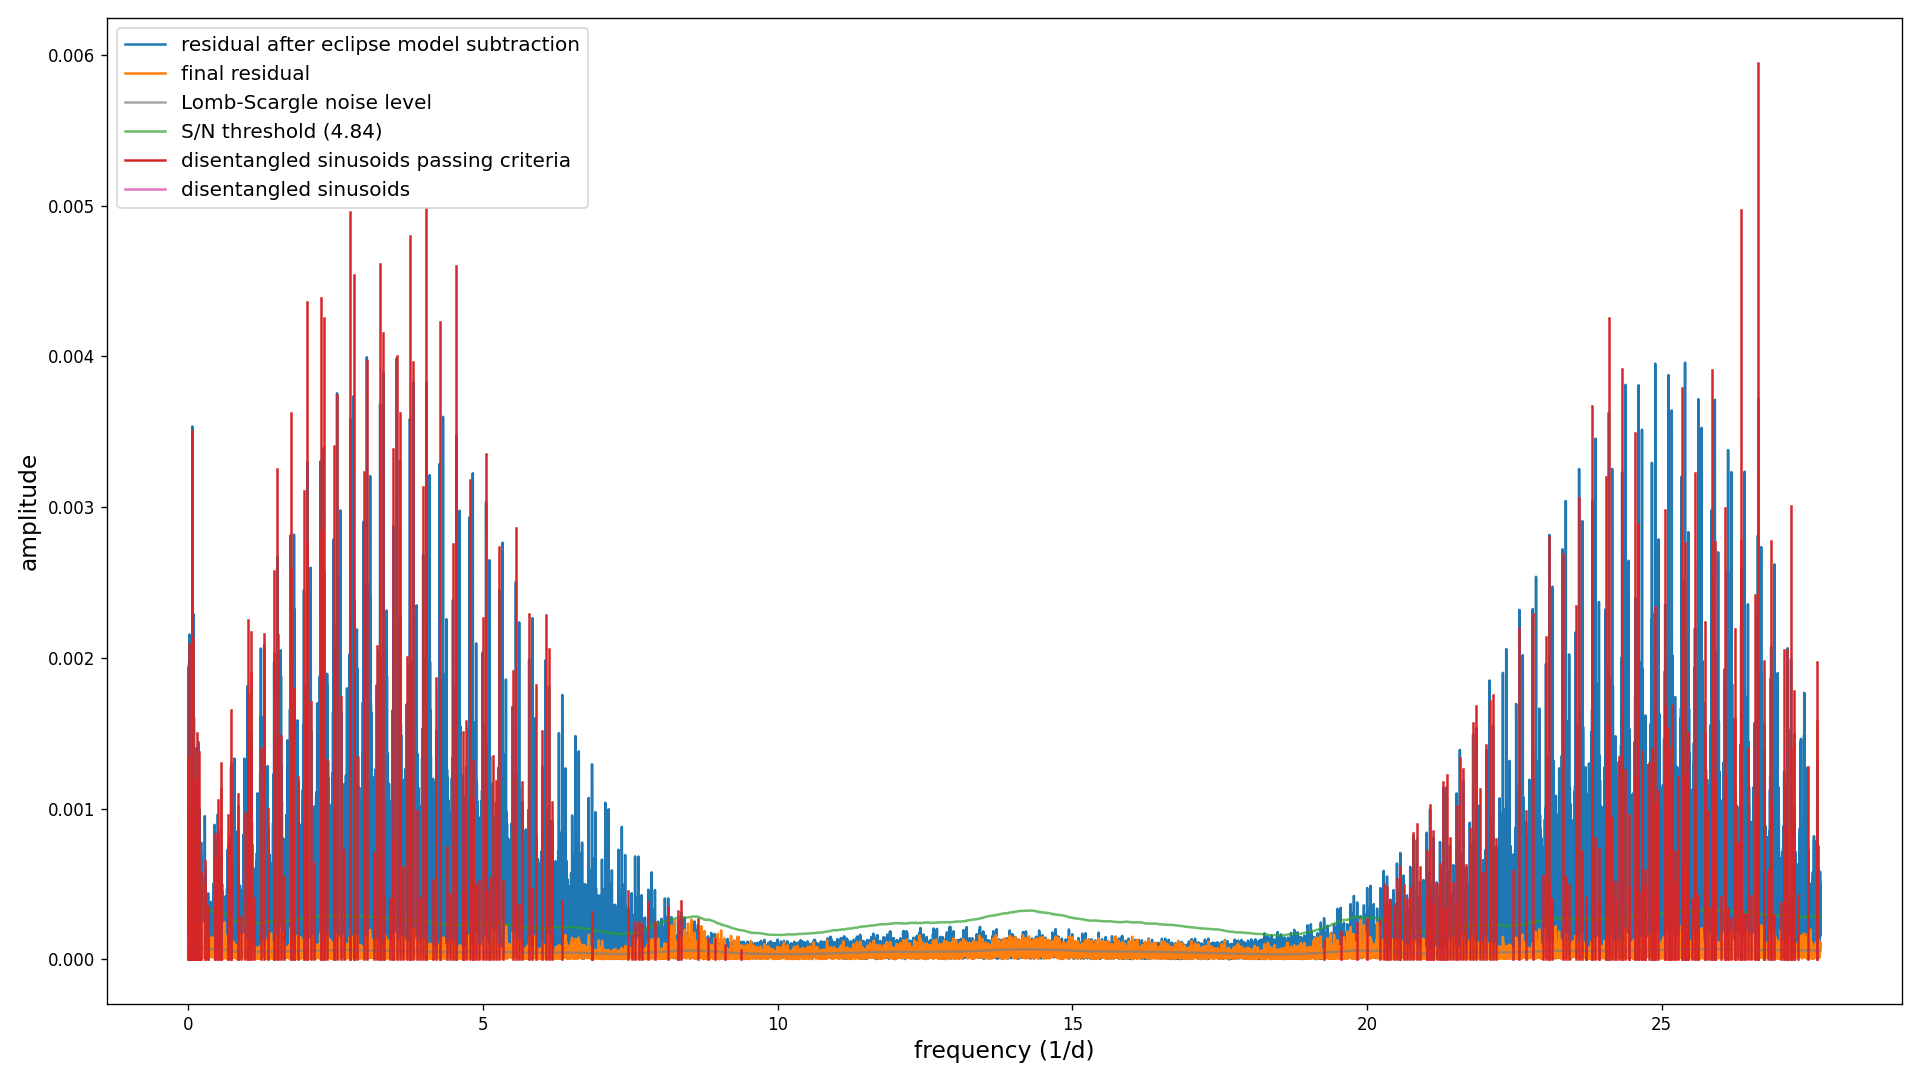 residual after eclipse model subtraction
final residual
Lomb-Scargle noise level
S/N threshold (4.84)
disentangled sinusoids passing criteria
disentangled sinusoids
0.006
0.005
0.004
0.003
0.002
0.001
0.000
amplitude
0 5 10 15 20 25
frequency (1/d)